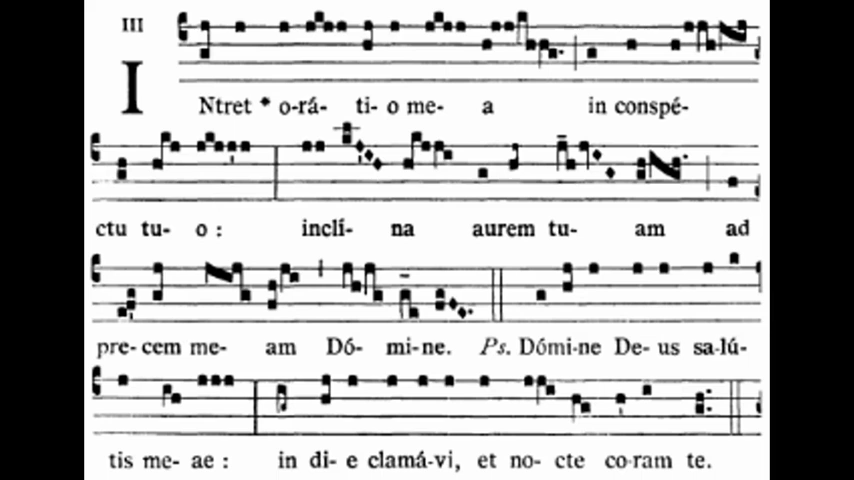 III
INtret * o-rá- ti- o me- a in conspé-
ctu tu- o : inclí- na aurem tu- am ad
pre- cem me- am Dó- mi- ne. Ps. Dómi-ne De- us sa-lú-
tis me- ae : in di- e clamá-vi, et no- cte co-ram te.